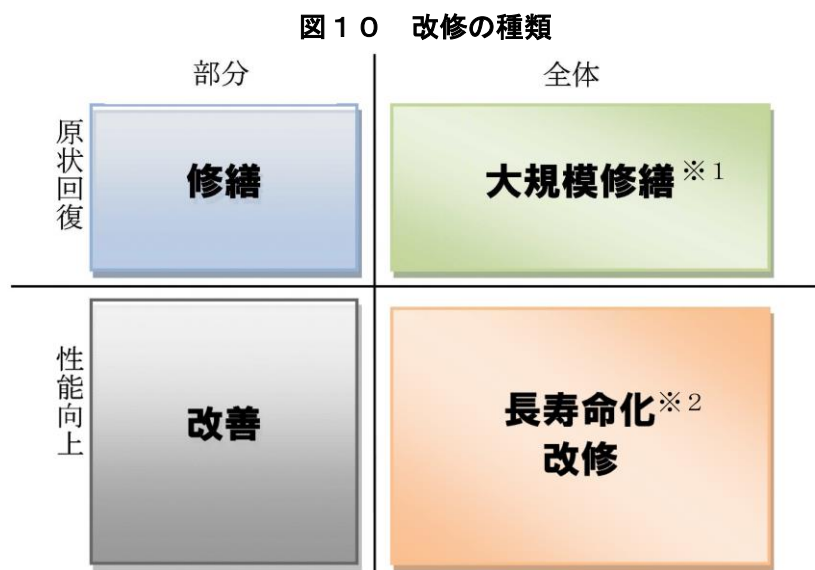 図１０　改修の種類
部分
全体
原状回復
修繕
大規模修繕※1
性能向上
改善
長寿命化※2
改修